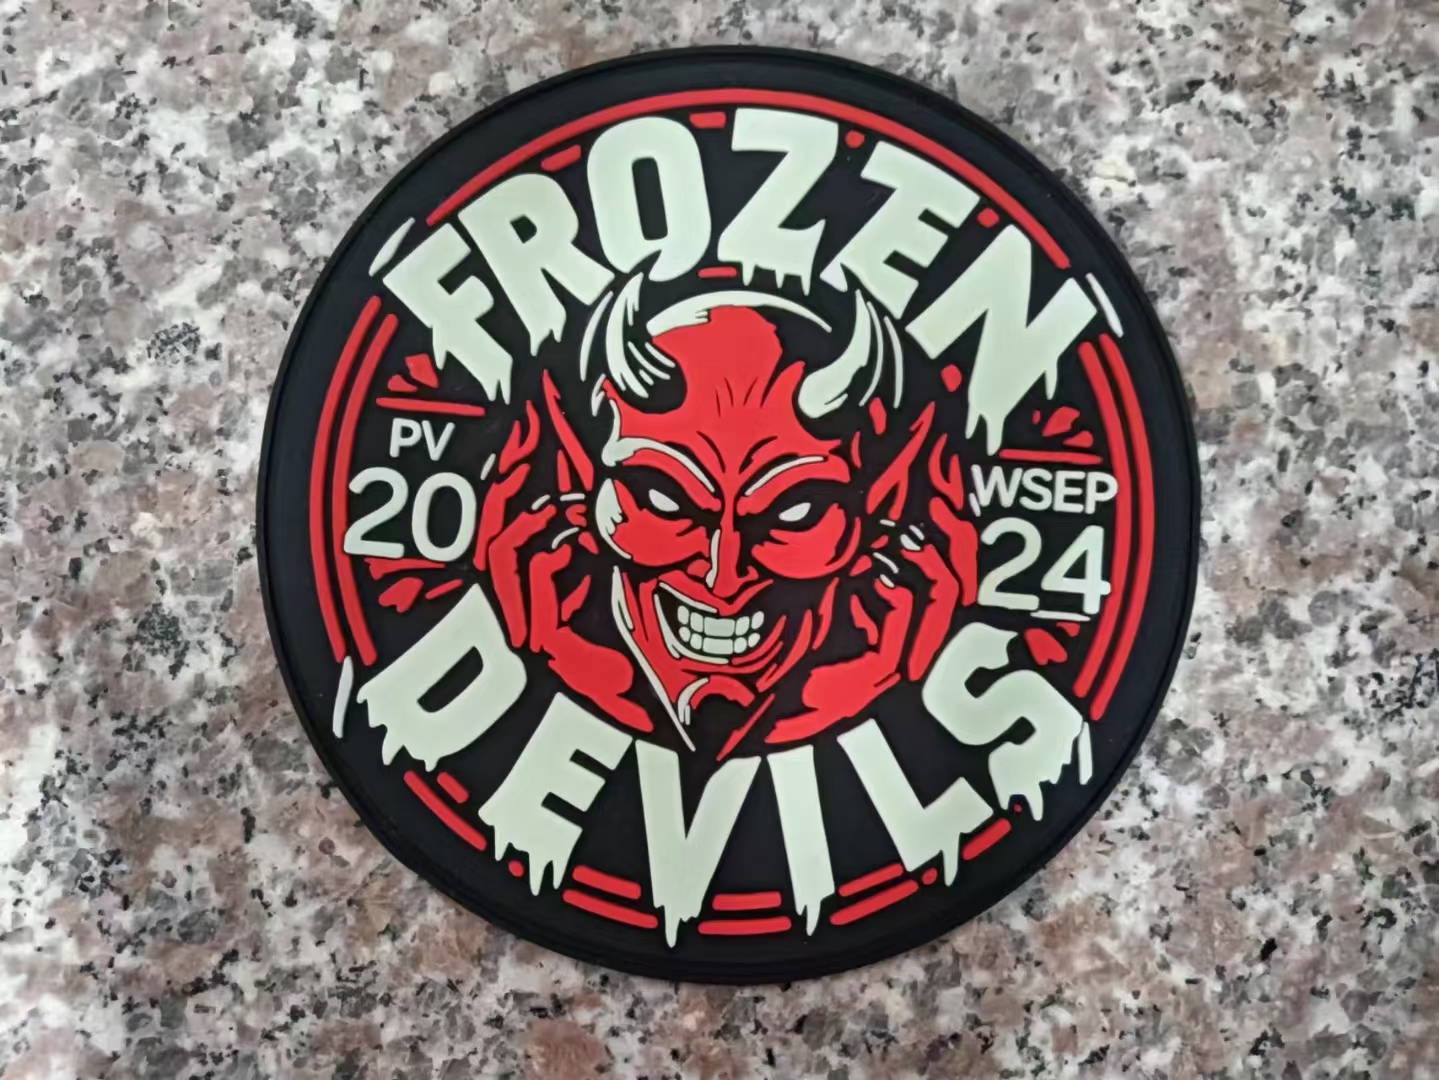 FROZEN
PV
20
WSEP
24
DEVILS